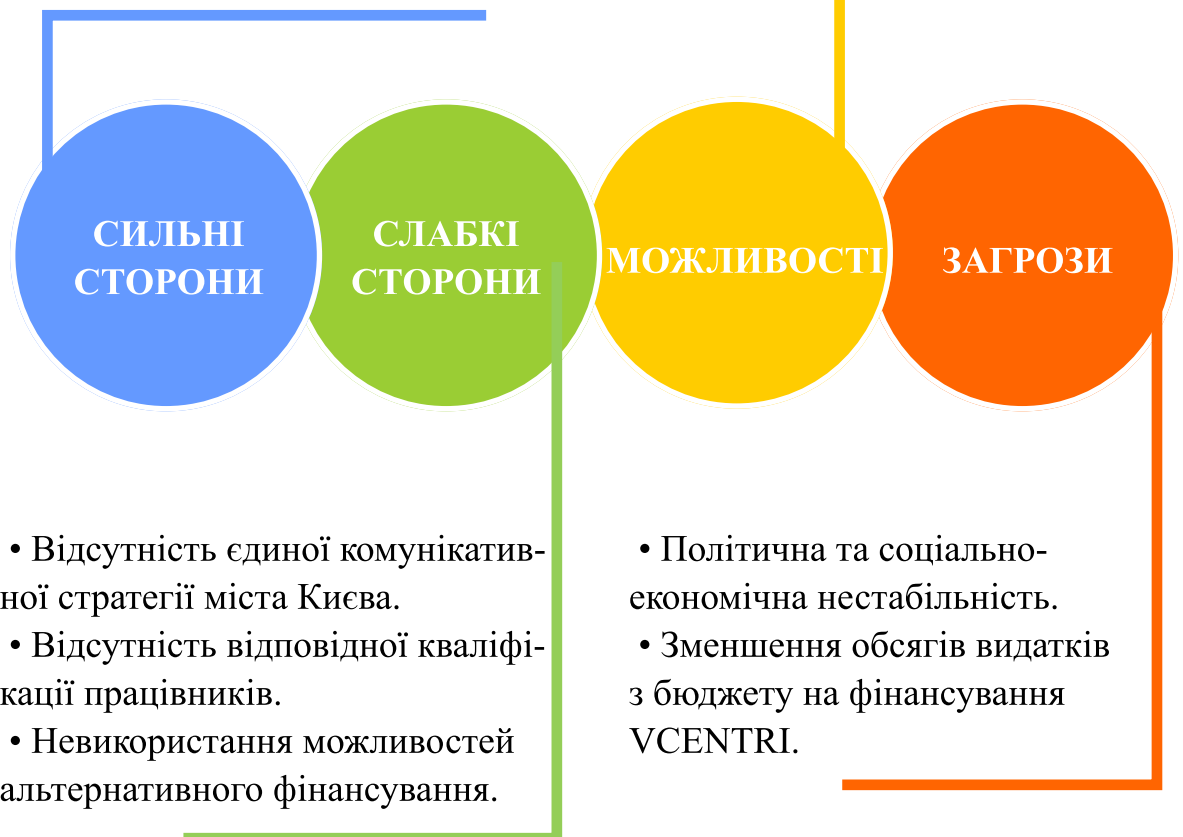 СИЛЬНІ
СТОРОНИ
СЛАБКІ
СТОРОНИ
МОЖЛИВОСТІ
ЗАГРОЗИ
• Відсутність єдиної комунікатив-
ної стратегії міста Києва.
• Відсутність відповідної кваліфі-
кації працівників.
• Невикористання можливостей
альтернативного фінансування.
• Політична та соціально-
економічна нестабільність.
• Зменшення обсягів видатків
з бюджету на фінансування
VCENTRI.